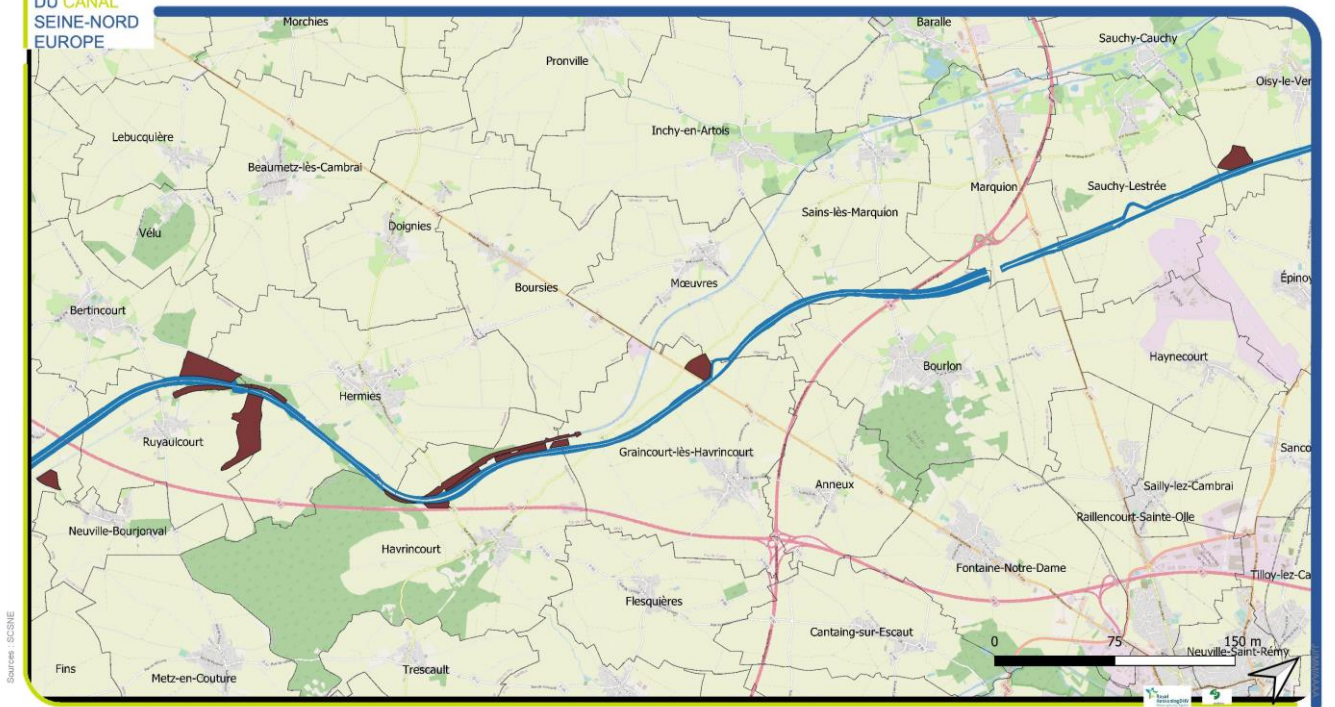 DU CANAL
SEINE-NORD
EUROPE
Morchies
Baralle
Sauchy-Cauchy
Pronville
Oisy-le-Ver
Lebucquière
Inchy-en-Artois
Beaumetz-lès-Cambrai
Marquion
Sauchy-Lestrée
Sains-lès-Marquion
Vélu
Doignies
Boursies
Mœuvres
Épinoy
Bertincourt
Haynecourt
Bourlon
Hermies
Ruyaulcourt
Graincourt-lès-Havrincourt
Sanco
Anneux
Sailly-lez-Cambrai
Raillencourt-Sainte-Olle
Neuville-Bourjonval
Havrincourt
Fontaine-Notre-Dame
Tilloy-lez-Ca
Flesquières
Cantaing-sur-Escaut
0 75 150 m
Neuville-Saint-Rémy
Fins
Metz-en-Couture
Trescault
Sources : SCSNE